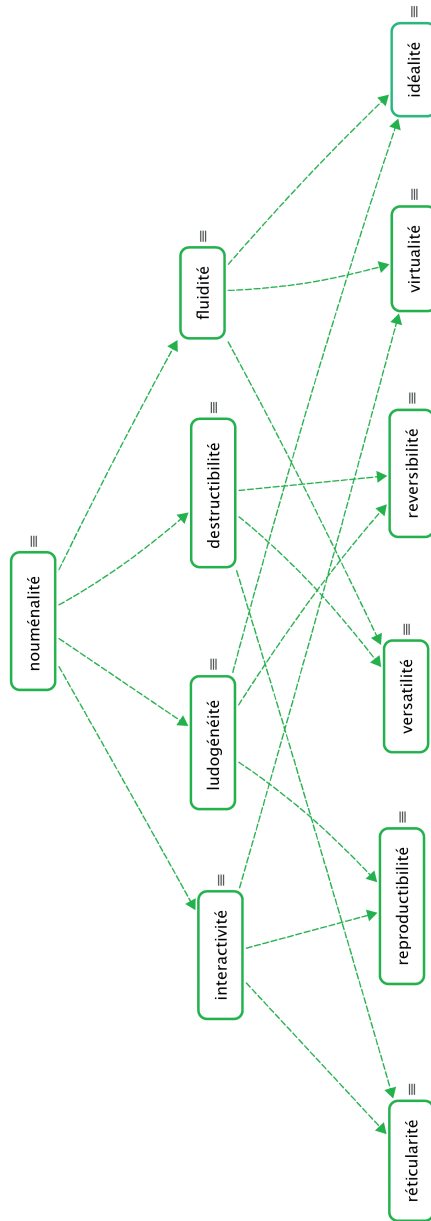 nouménalité
interactivité
ludogénéité
destructibilité
fluidité
réticularité
reproductibilité
versatilité
reversibilité
virtualité
idéalité